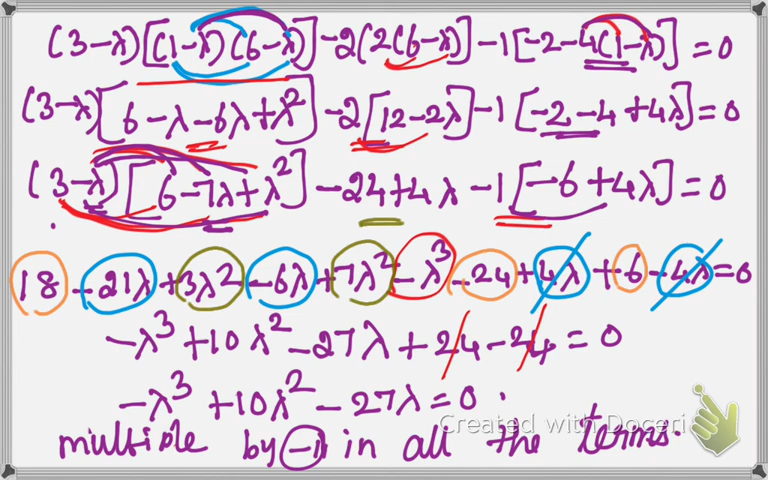 (3-λ)[(1-λ)(6-λ)]-2(2(6-λ)]-1[-2-4(1-λ)]=0
(3-λ)[6-λ-6λ+λ²]-2[12-2λ]-1[-2-4+4λ]=0
(3-λ)[6-7λ+λ²]-24+4λ-1[-6+4λ]=0
18-21λ+3λ²-6λ+7λ²-λ³-24+4λ+6-4λ=0
-λ³+10λ²-27λ+24-24=0
-λ³+10λ²-27λ=0.
Created with Doceri
multiple by -1 in all the terms.